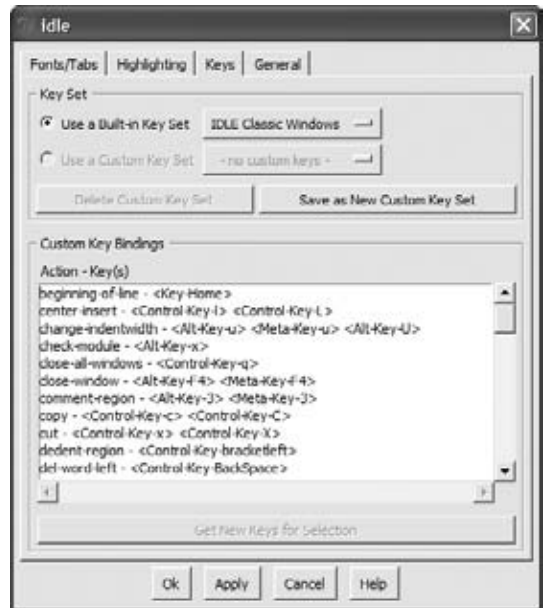 Idle
Fonts/Tabs Highlighting Keys General
Key Set
Use a Built-in Key Set IDLE Classic Windows
Use a Custom Key Set - no custom keys -
Delete Custom Key Set Save as New Custom Key Set
Custom Key Bindings
Action - Key(s)
beginning-of-line - <Key-Home>
center-insert - <Control-Key-l> <Control-Key-L>
change-indentwidth - <Alt-Key-u> <Meta-Key-u> <Alt-Key-U>
check-module - <Alt-Key-x>
close-all-windows - <Control-Key-q>
close-window - <Alt-Key-F4> <Meta-Key-F4>
comment-region - <Alt-Key-3> <Meta-Key-3>
copy - <Control-Key-c> <Control-Key-C>
cut - <Control-Key-x> <Control-Key-X>
dedent-region - <Control-Key-bracketleft>
del-word-left - <Control-Key-BackSpace>
Get New Keys for Selection
Ok Apply Cancel Help